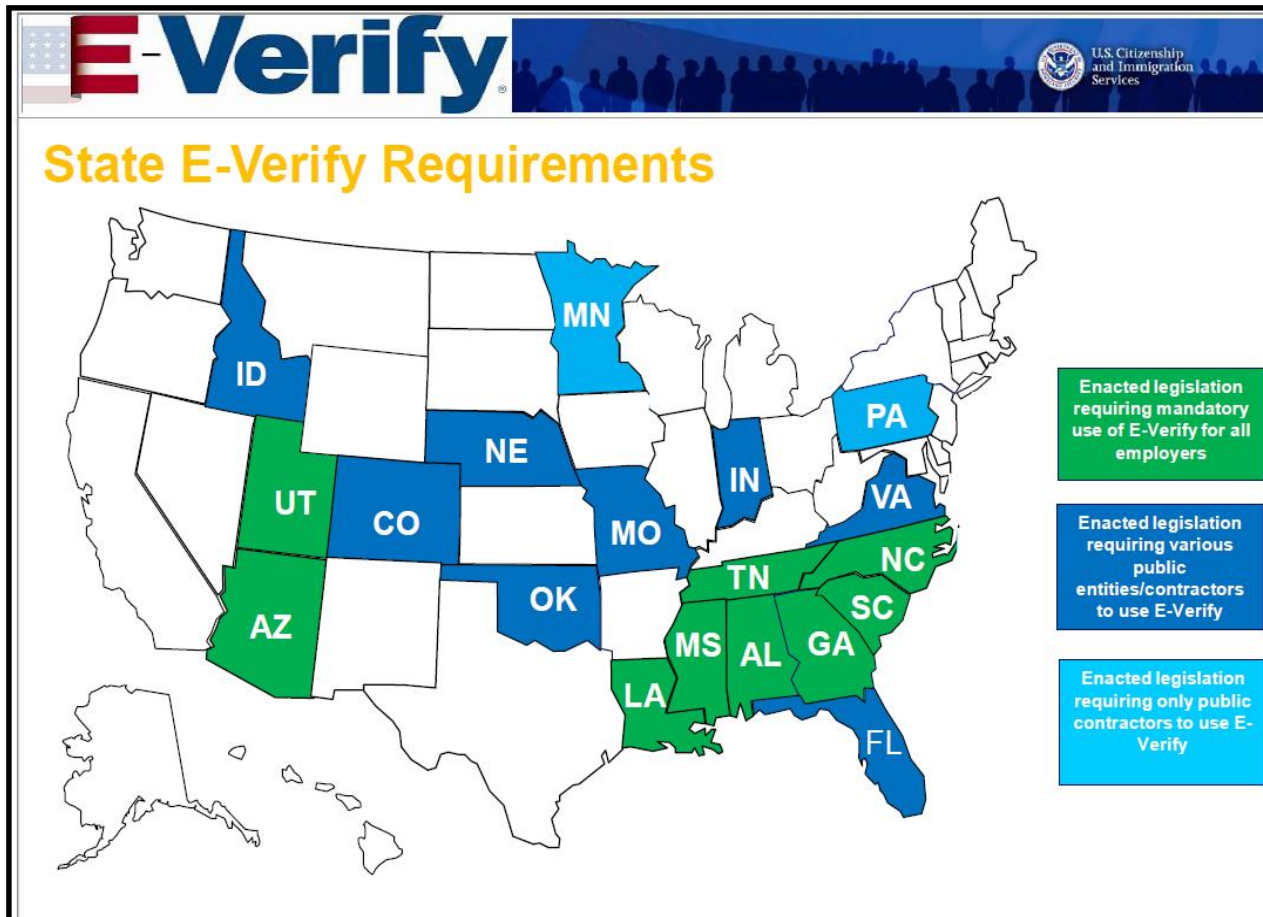 E-Verify®
U.S. Citizenship
and Immigration
Services
State E-Verify Requirements
MN
ID
PA
NE
IN
UT
CO
MO
VA
NC
TN
OK
SC
AZ
MS
AL
GA
LA
FL
Enacted legislation
requiring mandatory
use of E-Verify for all
employers
Enacted legislation
requiring various
public
entities/contractors
to use E-Verify
Enacted legislation
requiring only public
contractors to use E-
Verify